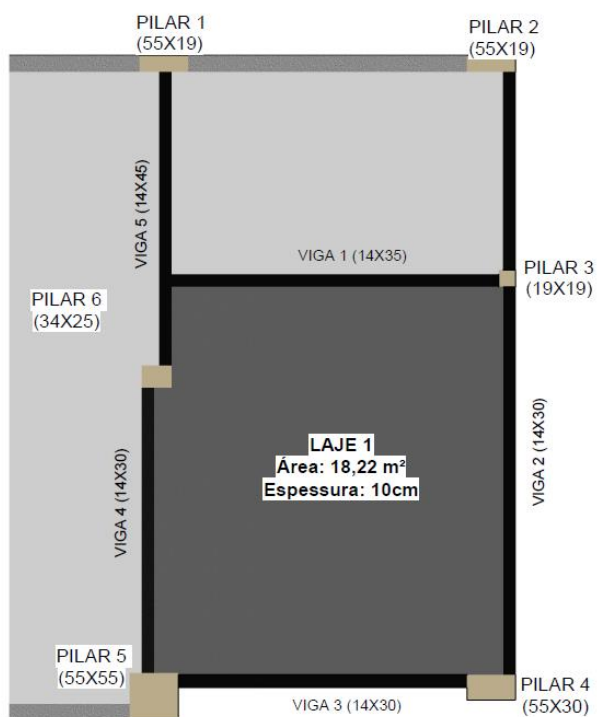 PILAR 1
(55X19)
PILAR 2
(55X19)
VIGA 5 (14X45)
VIGA 1 (14X35)
PILAR 3
(19X19)
PILAR 6
(34X25)
LAJE 1
Área: 18,22 m²
Espessura: 10cm
VIGA 2 (14X30)
VIGA 4 (14X30)
PILAR 5
(55X55)
VIGA 3 (14X30)
PILAR 4
(55X30)